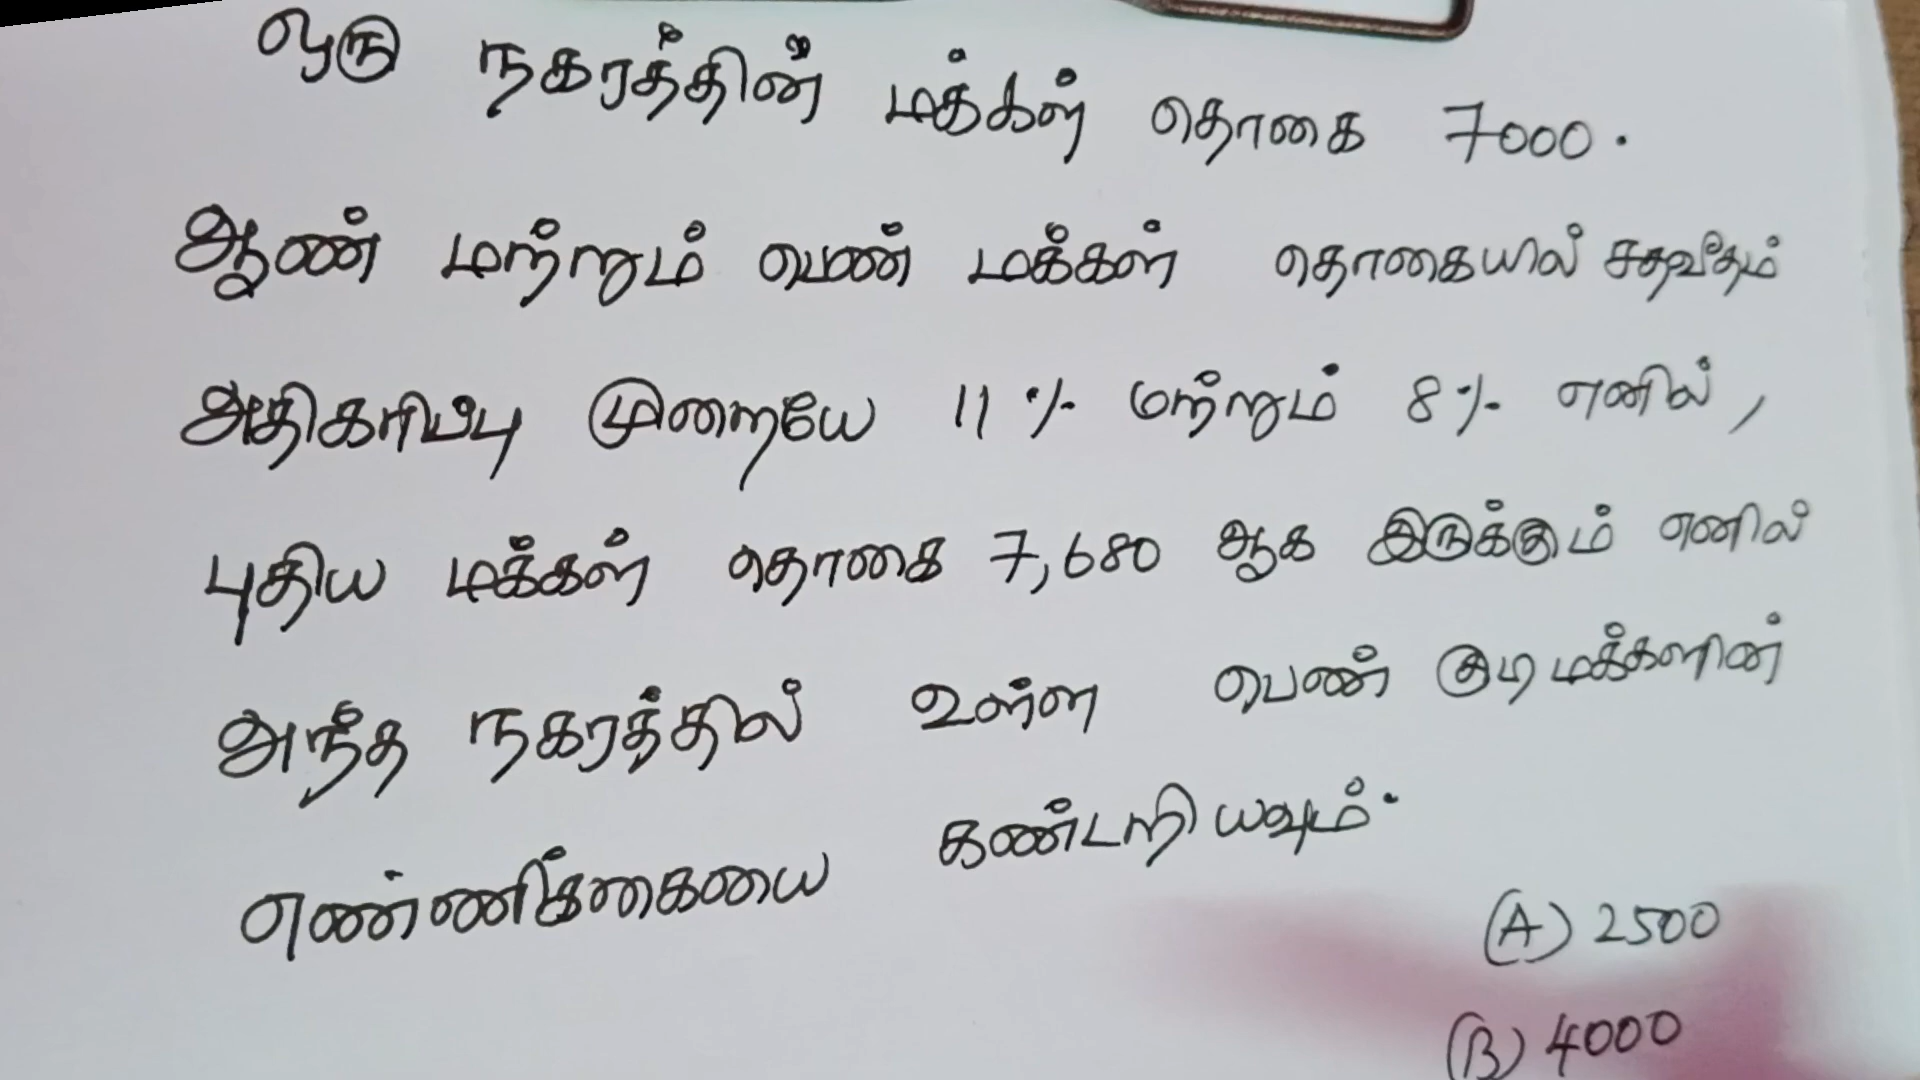 ஒரு நகரத்தின் மக்கள் தொகை 7000.
ஆண் மற்றும் பெண் மக்கள் தொகையில் சதவீதம்
அதிகரிப்பு முறையே 11% மற்றும் 8% எனில்,
புதிய மக்கள் தொகை 7,680 ஆக இருக்கும் எனில்
அந்த நகரத்தில் உள்ள பெண் குடிமக்களின்
எண்ணிக்கையை கண்டறியவும்.
(A) 2500
(B) 4000